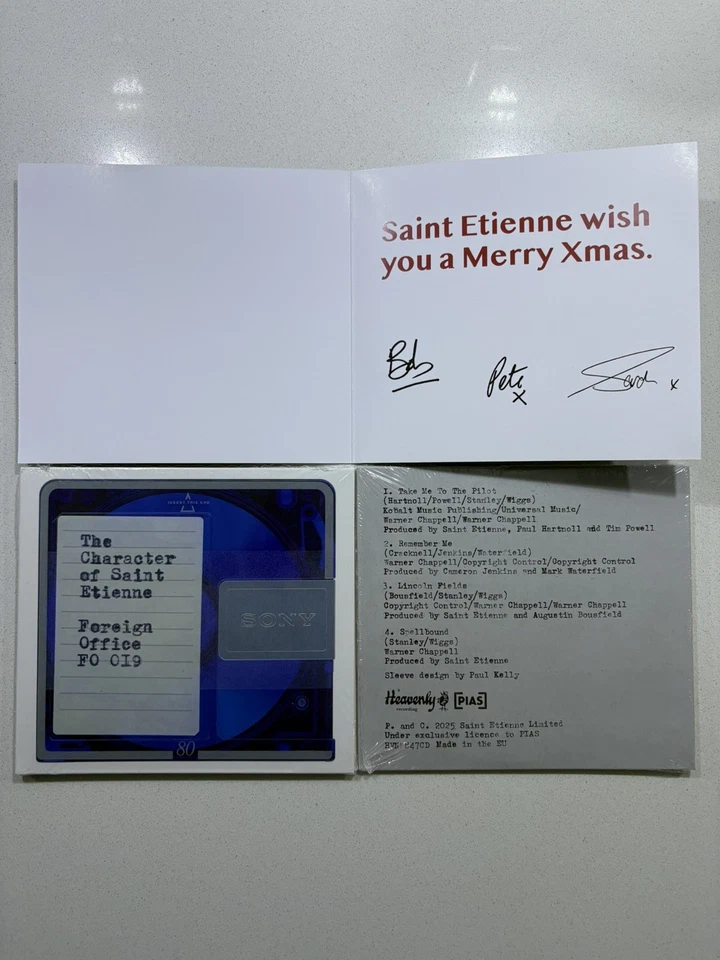 Saint Etienne wish
you a Merry Xmas.
Bob
Pete
x
Sarah x
INSERT THIS END
The
Character
of Saint
Etienne
Foreign
Office
FO 019
SONY
80
1. Take Me To The Pilot
(Hartnoll/Powell/Stanley/Wiggs)
Kobalt Music Publishing/Universal Music/
Warner Chappell/Warner Chappell
Produced by Saint Etienne, Paul Hartnoll and Tim Powell
2. Remember Me
(Cracknell/Jenkins/Waterfield)
Warner Chappell/Copyright Control/Copyright Control
Produced by Cameron Jenkins and Mark Waterfield
3. Lincoln Fields
(Bousfield/Stanley/Wiggs)
Copyright Control/Warner Chappell/Warner Chappell
Produced by Saint Etienne and Augustin Bousfield
4. Spellbound
(Stanley/Wiggs)
Warner Chappell
Produced by Saint Etienne
Sleeve design by Paul Kelly
Heavenly
recordings
[PIAS]
P. and C. 2025 Saint Etienne Limited
Under exclusive licence to PIAS
Made in the EU